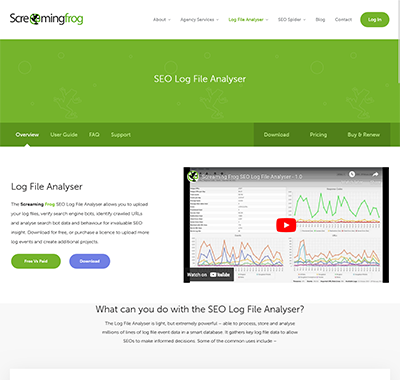 Screamingfrog
About Agency Services Log File Analyser SEO Spider Blog Contact Log In
SEO Log File Analyser
Overview User Guide FAQ Support Download Pricing Buy & Renew
Log File Analyser
The Screaming Frog SEO Log File Analyser allows you to upload
your log files, verify search engine bots, identify crawled URLs
and analyse search bot data and behaviour for invaluable SEO
insight. Download for free, or purchase a licence to upload more
log events and create additional projects.
Free Vs Paid Download
Screaming Frog SEO Log File Analyser - 1.0
Watch on YouTube
What can you do with the SEO Log File Analyser?
The Log File Analyser is light, but extremely powerful – able to process, store and analyse
millions of lines of log file event data in a smart database. It gathers key log file data to allow
SEOs to make informed decisions. Some of the common uses include –